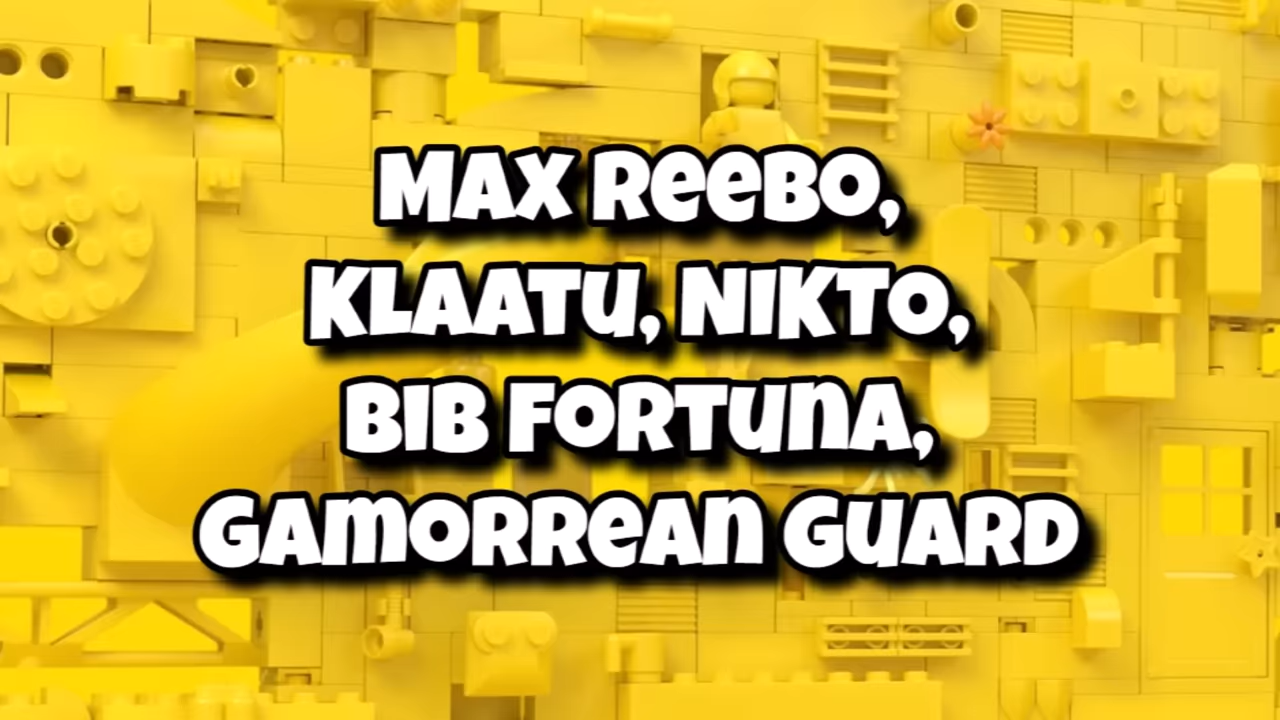 Max Reebo,
Klaatu, Nikto,
Bib Fortuna,
Gamorrean Guard